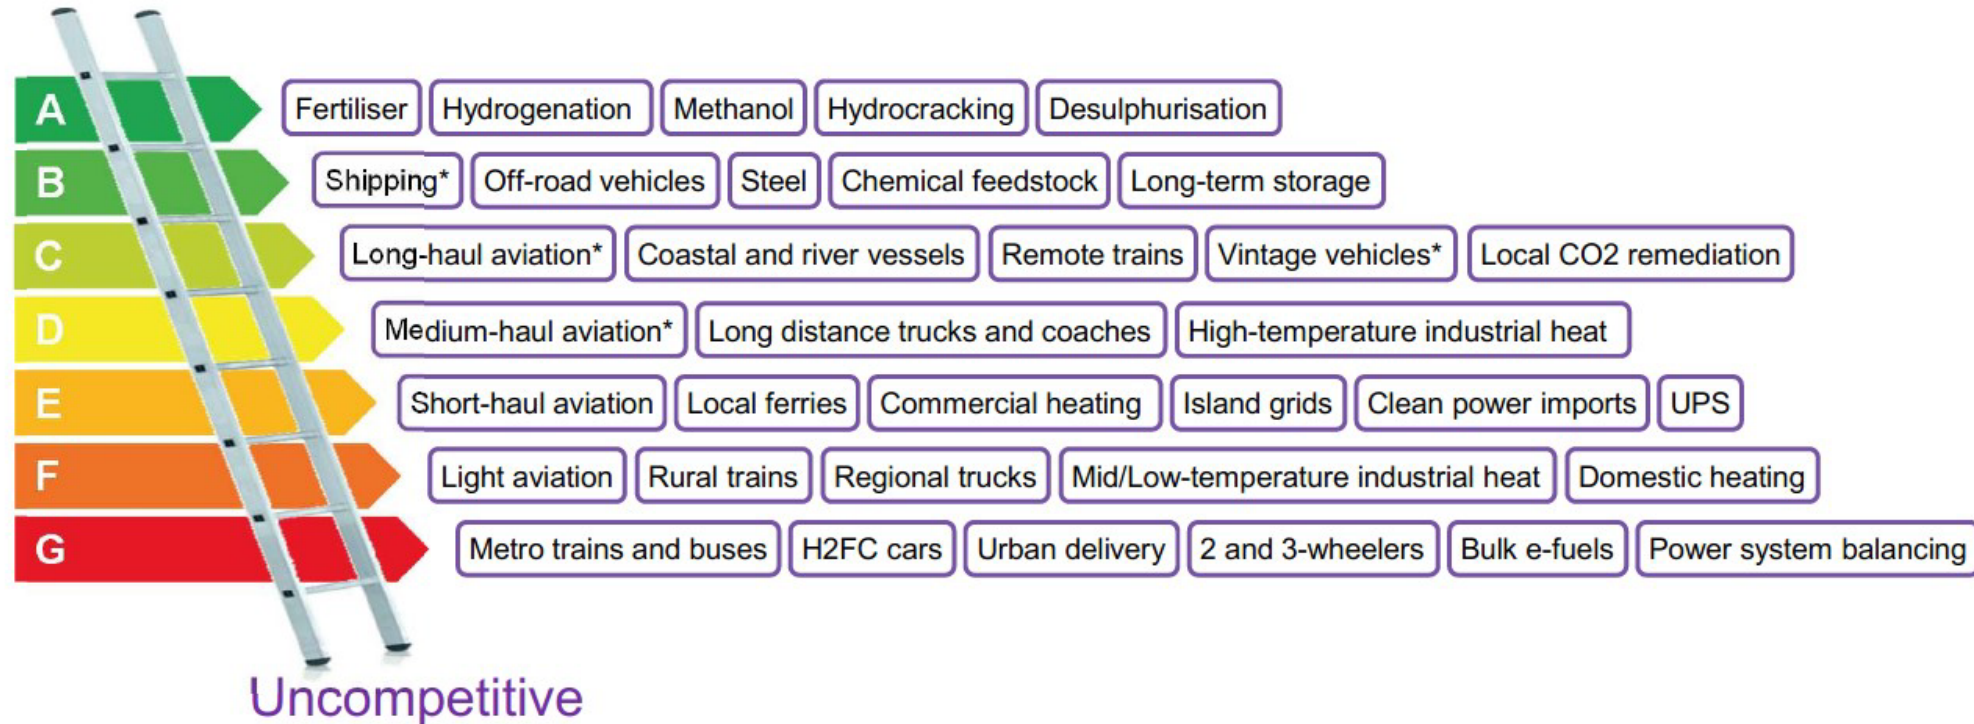 A Fertiliser Hydrogenation Methanol Hydrocracking Desulphurisation
B Shipping* Off-road vehicles Steel Chemical feedstock Long-term storage
C Long-haul aviation* Coastal and river vessels Remote trains Vintage vehicles* Local CO2 remediation
D Medium-haul aviation* Long distance trucks and coaches High-temperature industrial heat
E Short-haul aviation Local ferries Commercial heating Island grids Clean power imports UPS
F Light aviation Rural trains Regional trucks Mid/Low-temperature industrial heat Domestic heating
G Metro trains and buses H2FC cars Urban delivery 2 and 3-wheelers Bulk e-fuels Power system balancing
Uncompetitive